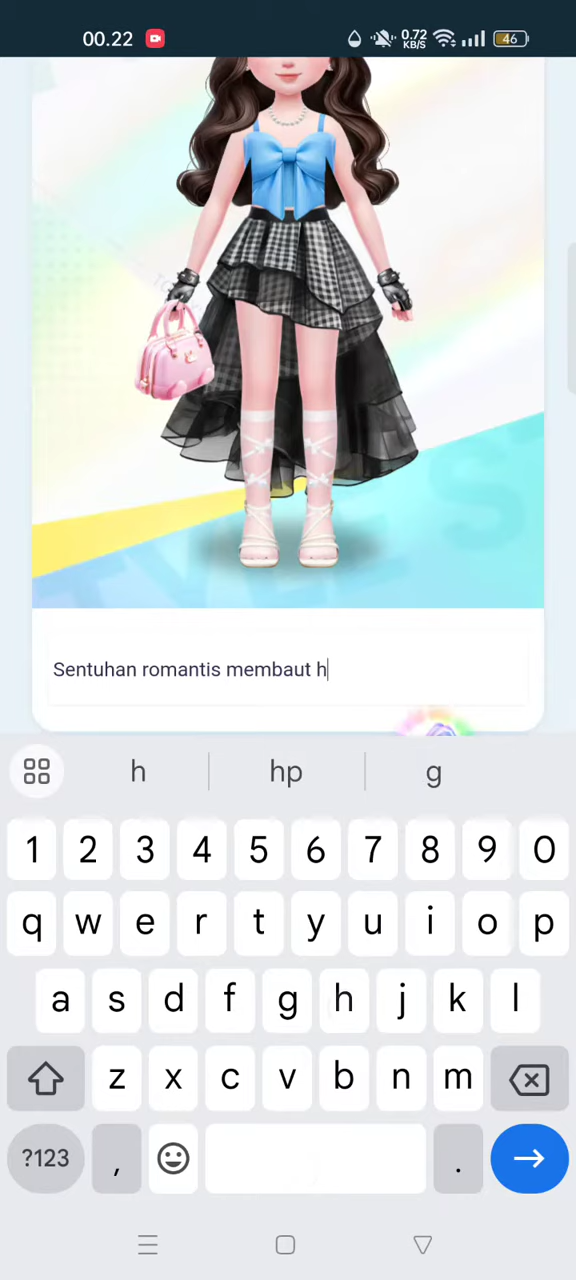 00.22
0.72
KB/S
46
Sentuhan romantis membaut h
h hp g
1 2 3 4 5 6 7 8 9 0
q w e r t y u i o p
a s d f g h j k l
z x c v b n m
?123 , .